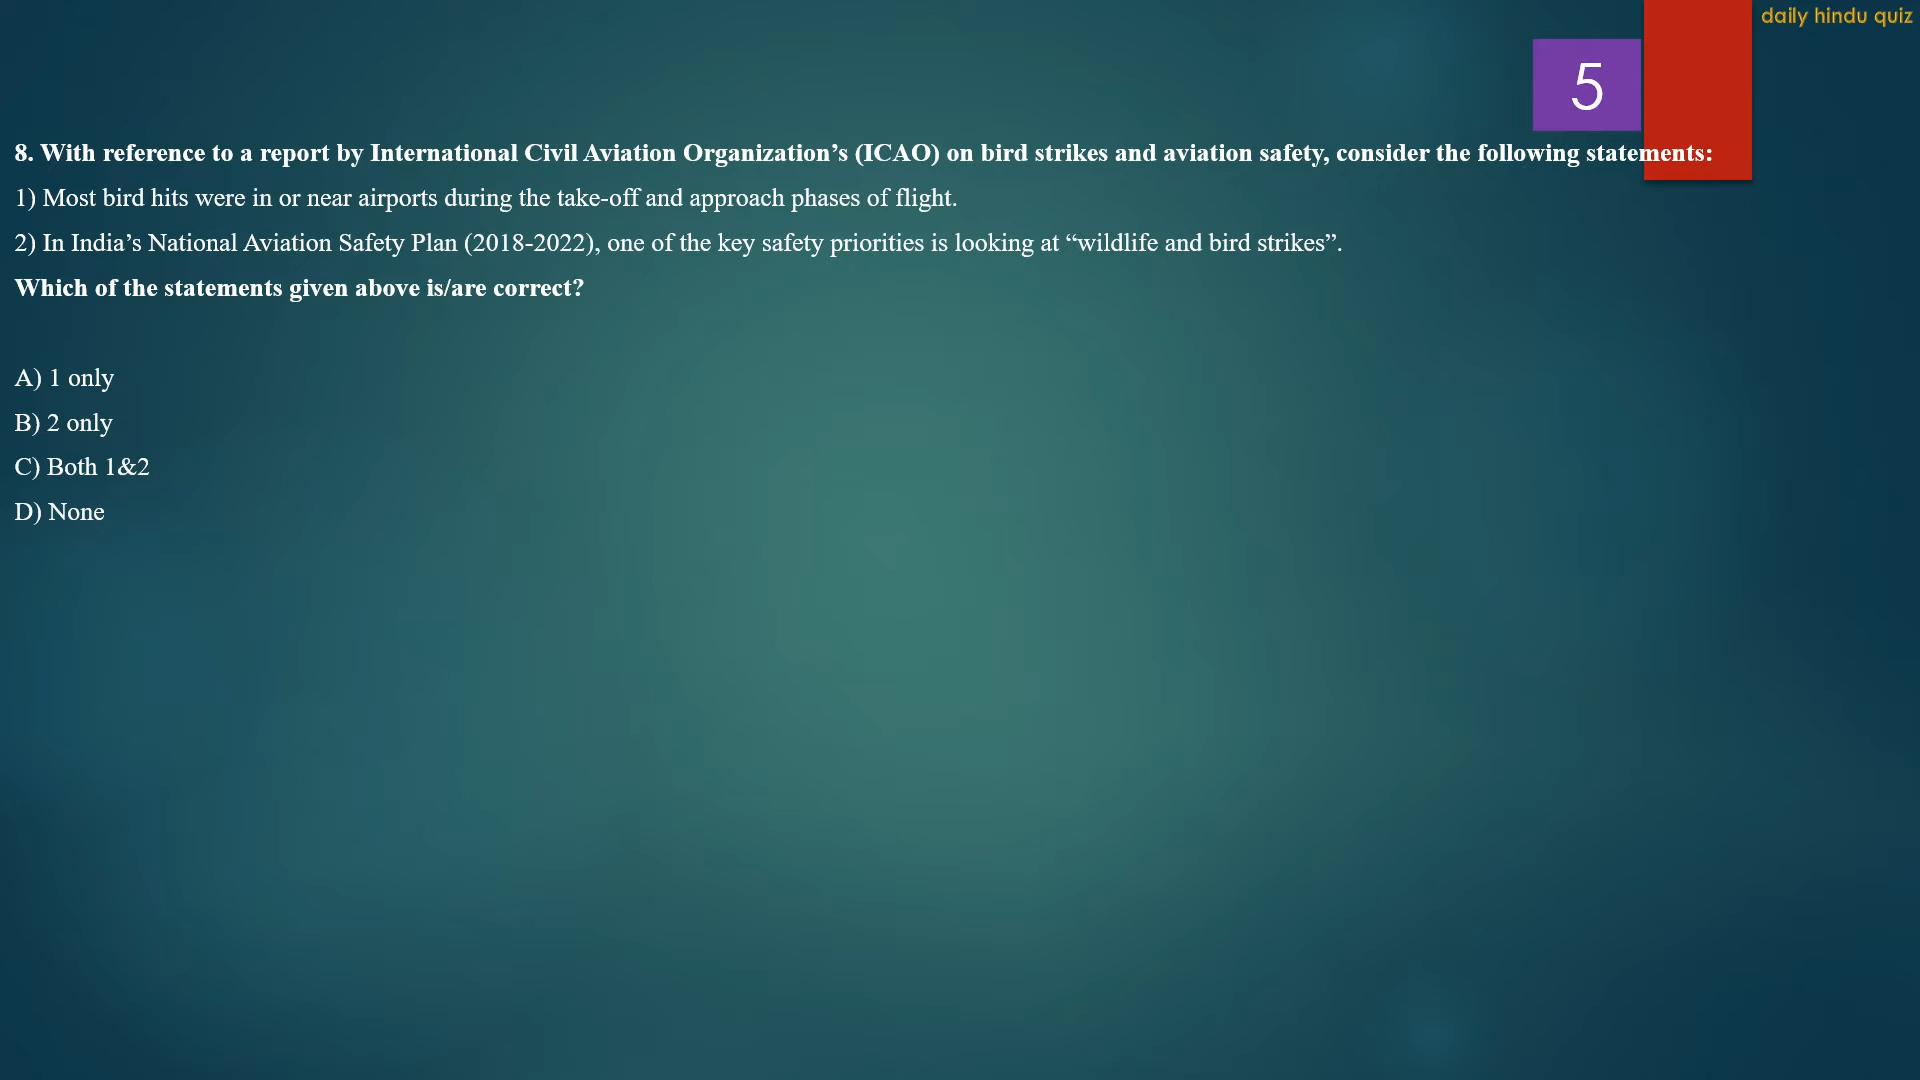 daily hindu quiz
5
8. With reference to a report by International Civil Aviation Organization’s (ICAO) on bird strikes and aviation safety, consider the following statements:
1) Most bird hits were in or near airports during the take-off and approach phases of flight.
2) In India’s National Aviation Safety Plan (2018-2022), one of the key safety priorities is looking at “wildlife and bird strikes”.
Which of the statements given above is/are correct?
A) 1 only
B) 2 only
C) Both 1&2
D) None